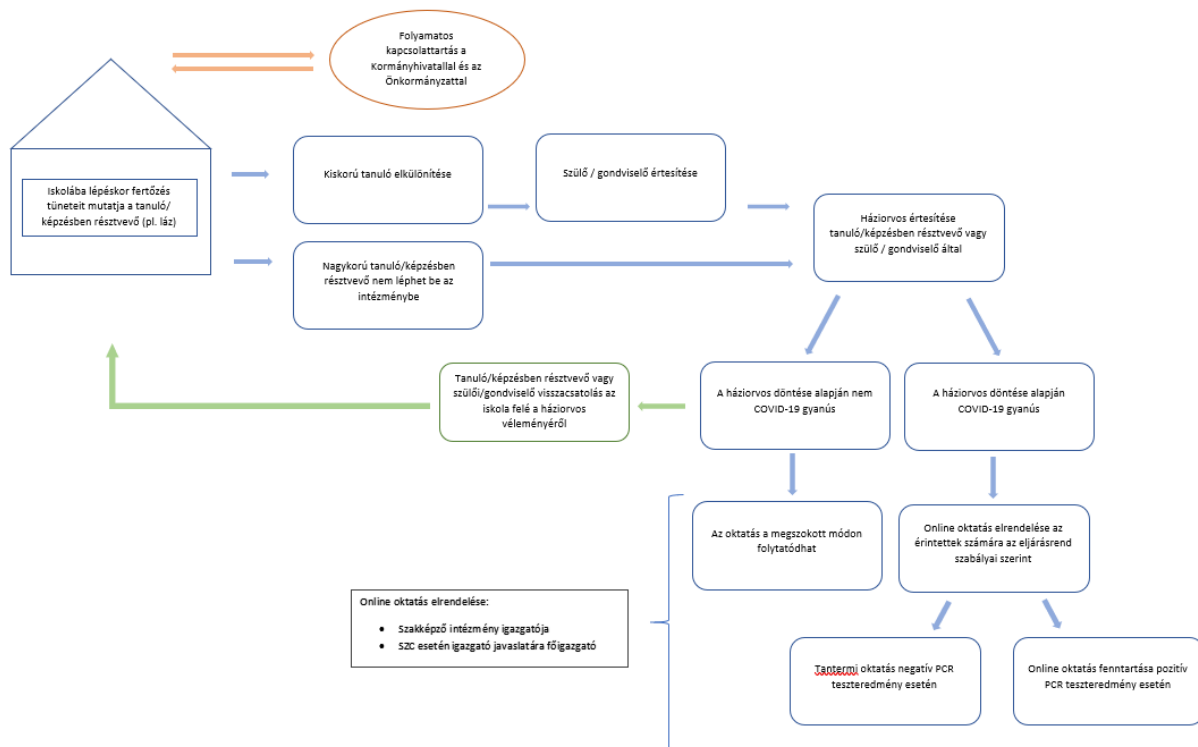 Folyamatos
kapcsolattartás a
Kormányhivatallal és az
Önkormányzattal
Iskolába lépéskor fertőzés
tüneteit mutatja a tanuló/
képzésben résztvevő (pl. láz)
Kiskorú tanuló elkülönítése
Szülő / gondviselő értesítése
Nagykorú tanuló/képzésben
résztvevő nem léphet be az
intézménybe
Háziorvos értesítése
tanuló/képzésben résztvevő vagy
szülő / gondviselő által
Tanuló/képzésben résztvevő vagy
szülői/gondviselő visszacsatolás az
iskola felé a háziorvos
véleményéről
A háziorvos döntése alapján nem
COVID-19 gyanús
A háziorvos döntése alapján
COVID-19 gyanús
Az oktatás a megszokott módon
folytatódhat
Online oktatás elrendelése az
érintettek számára az eljárásrend
szabályai szerint
Online oktatás elrendelése:
• Szakképző intézmény igazgatója
• SZC esetén igazgató javaslatára főigazgató
Tantermi oktatás negatív PCR
teszteredmény esetén
Online oktatás fenntartása pozitív
PCR teszteredmény esetén